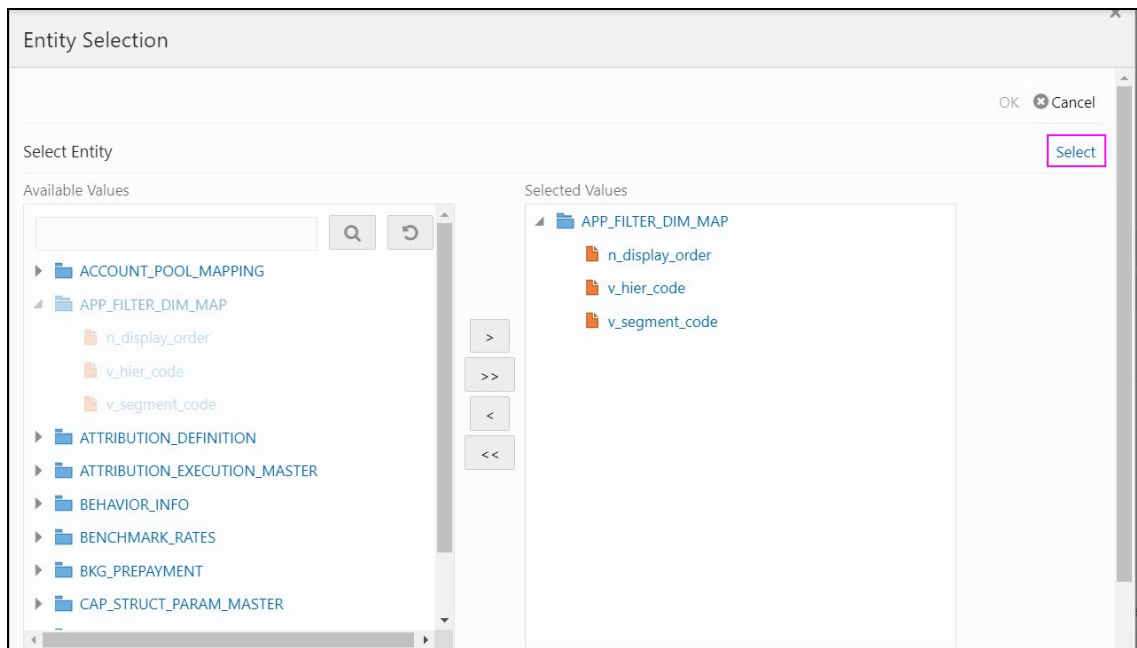 Entity Selection
OK Cancel
Select Entity
Select
Available Values
ACCOUNT_POOL_MAPPING
APP_FILTER_DIM_MAP
n_display_order
v_hier_code
v_segment_code
ATTRIBUTION_DEFINITION
ATTRIBUTION_EXECUTION_MASTER
BEHAVIOR_INFO
BENCHMARK_RATES
BKG_PREPAYMENT
CAP_STRUCT_PARAM_MASTER
>
>>
<
<<
Selected Values
APP_FILTER_DIM_MAP
n_display_order
v_hier_code
v_segment_code